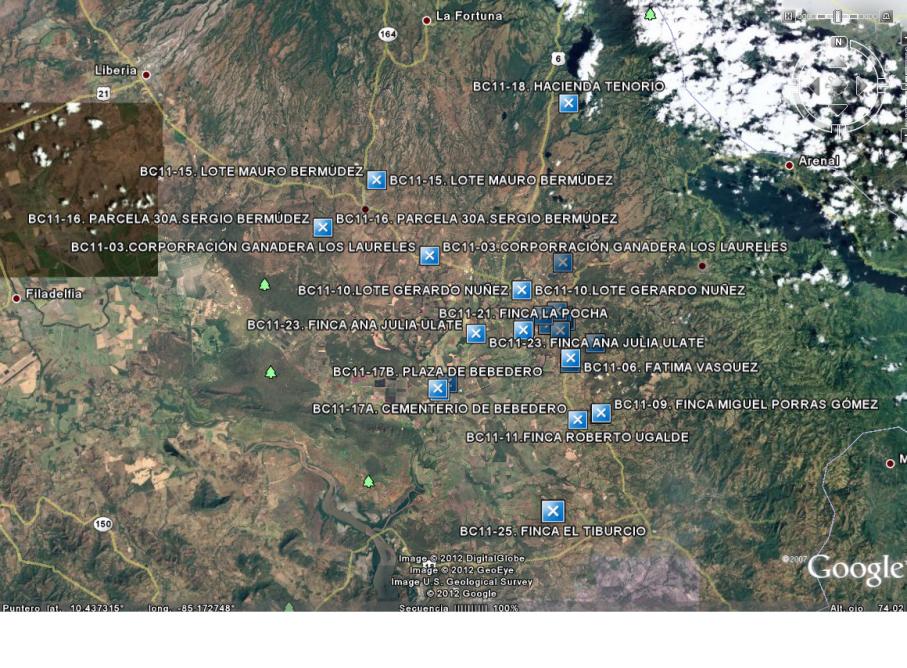 La Fortuna
164
6
N
Liberia
21
BC11-18. HACIENDA TENORIO
Arenal
BC11-15. LOTE MAURO BERMÚDEZ
BC11-15. LOTE MAURO BERMÚDEZ
BC11-16. PARCELA 30A.SERGIO BERMÚDEZ
BC11-16. PARCELA 30A.SERGIO BERMÚDEZ
BC11-03.CORPORRACIÓN GANADERA LOS LAURELES
BC11-03.CORPORRACIÓN GANADERA LOS LAURELES
Filadelfia
BC11-10.LOTE GERARDO NUÑEZ
BC11-10.LOTE GERARDO NUÑEZ
BC11-21. FINCA LA POCHA
BC11-23. FINCA ANA JULIA ULATE
BC11-23. FINCA ANA JULIA ULATE
BC11-17B. PLAZA DE BEBEDERO
BC11-06. FATIMA VASQUEZ
BC11-17A. CEMENTERIO DE BEBEDERO
BC11-09. FINCA MIGUEL PORRAS GÓMEZ
BC11-11.FINCA ROBERTO UGALDE
M
150
BC11-25. FINCA EL TIBURCIO
Image © 2012 DigitalGlobe
Image © 2012 GeoEye
Image U.S. Geological Survey
© 2012 Google
©2007 Google
Puntero lat. 10.437315° long. -85.172748°
Secuencia 100%
Alt. ojo 74.02